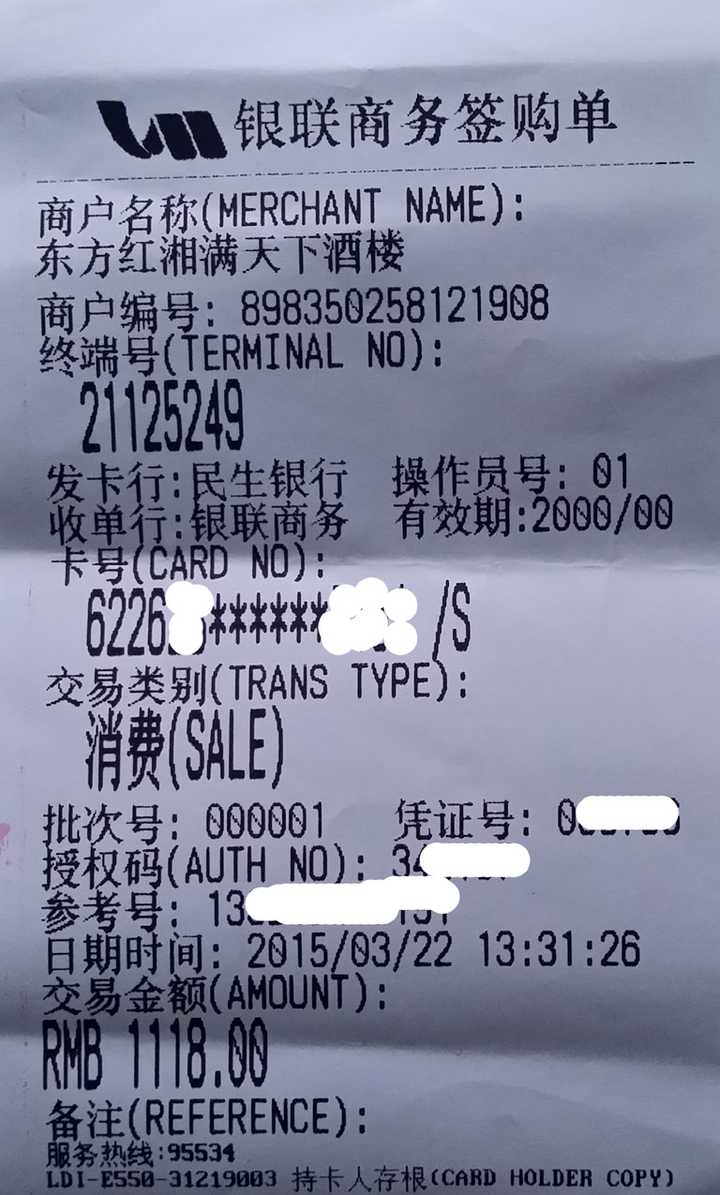 银联商务签购单
商户名称(MERCHANT NAME):
东方红湘满天下酒楼
商户编号: 898350258121908
终端号(TERMINAL NO):
21125249
发卡行:民生银行 操作员号: 01
收单行:银联商务 有效期:2000/00
卡号(CARD NO):
6226 ****** /S
交易类别(TRANS TYPE):
消费(SALE)
批次号: 000001 凭证号: 0
授权码(AUTH NO): 34
参考号: 13
日期时间: 2015/03/22 13:31:26
交易金额(AMOUNT):
RMB 1118.00
备注(REFERENCE):
服务热线:95534
LDI-E550-31219003 持卡人存根(CARD HOLDER COPY)